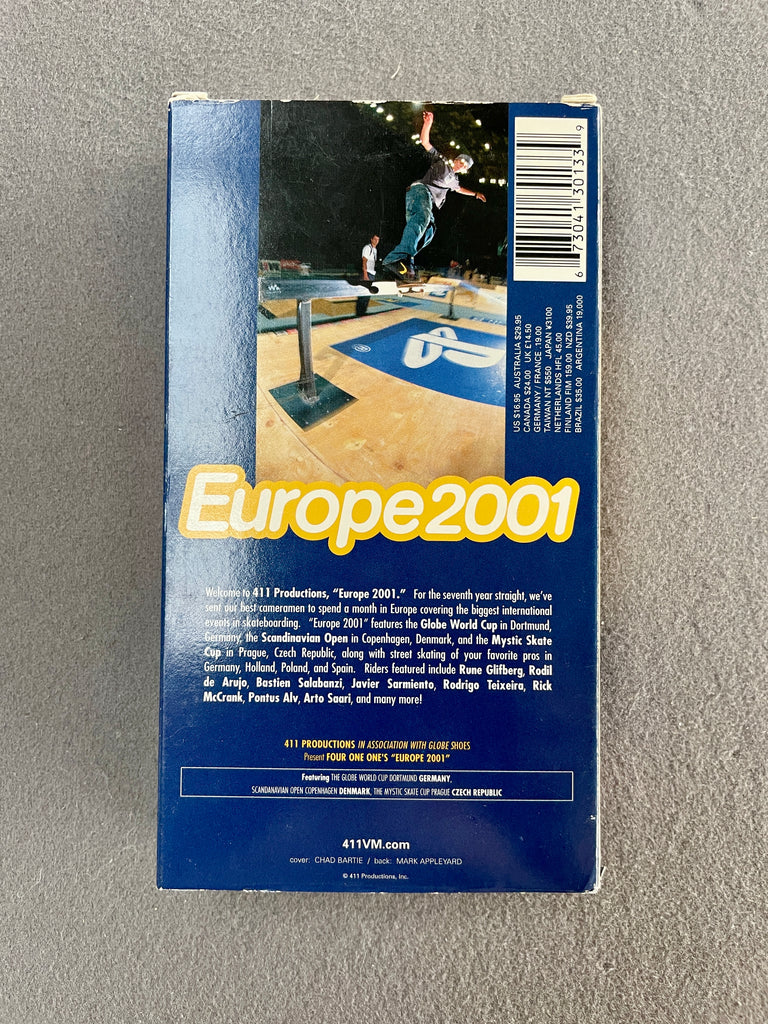 6 73041 30133 9
US $16.95 AUSTRALIA $29.95
CANADA $24.00 UK £14.50
GERMANY / FRANCE .19.00
TAIWAN NT $550 JAPAN ¥3100
NETHERLANDS HFL 45.00
FINLAND FIM 159.00 NZD $39.95
BRAZIL $35.00 ARGENTINA 19,000
Europe2001
Welcome to 411 Productions, “Europe 2001.” For the seventh year straight, we’ve
sent our best cameramen to spend a month in Europe covering the biggest international
events in skateboarding. “Europe 2001” features the Globe World Cup in Dortmund,
Germany, the Scandinavian Open in Copenhagen, Denmark, and the Mystic Skate
Cup in Prague, Czech Republic, along with street skating of your favorite pros in
Germany, Holland, Poland, and Spain. Riders featured include Rune Glifberg, Rodil
de Arujo, Bastien Salabanzi, Javier Sarmiento, Rodrigo Teixeira, Rick
McCrank, Pontus Alv, Arto Saari, and many more!
411 PRODUCTIONS IN ASSOCIATION WITH GLOBE SHOES
Present FOUR ONE ONE'S “EUROPE 2001”
Featuring THE GLOBE WORLD CUP DORTMUND GERMANY,
SCANDANAVIAN OPEN COPENHAGEN DENMARK, THE MYSTIC SKATE CUP PRAGUE CZECH REPUBLIC
411VM.com
cover: CHAD BARTIE / back: MARK APPLEYARD
© 411 Productions, Inc.